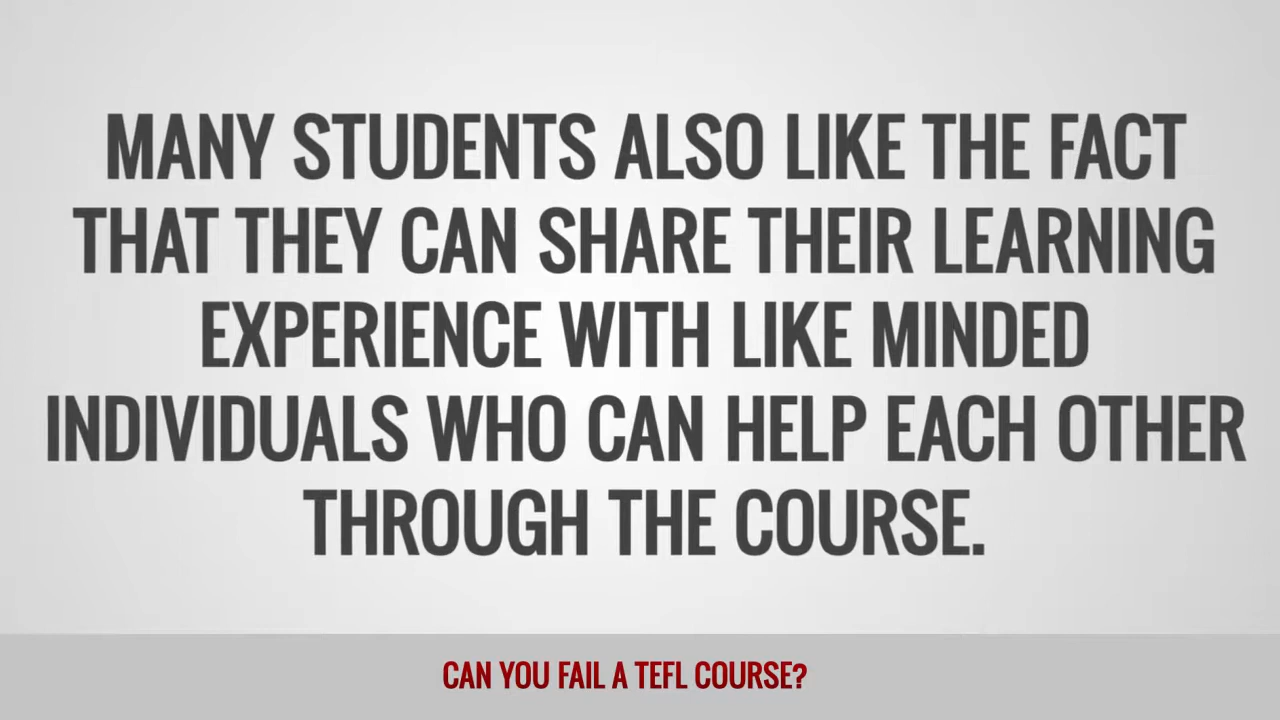 MANY STUDENTS ALSO LIKE THE FACT
THAT THEY CAN SHARE THEIR LEARNING
EXPERIENCE WITH LIKE MINDED
INDIVIDUALS WHO CAN HELP EACH OTHER
THROUGH THE COURSE.
CAN YOU FAIL A TEFL COURSE?